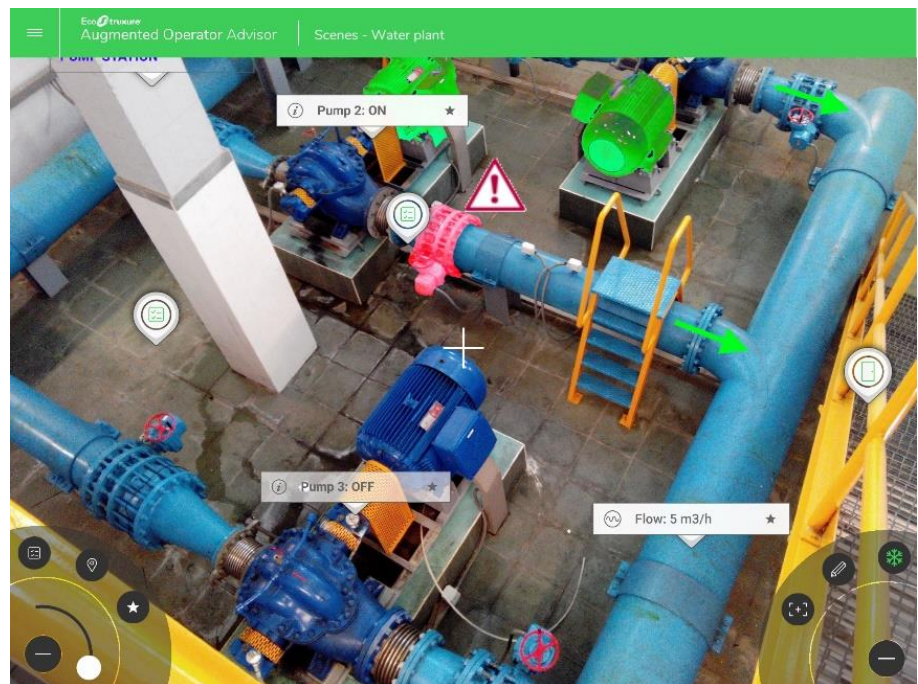 EcoStruxure
Augmented Operator Advisor
Scenes - Water plant
PUMP STATION
Pump 2: ON
Pump 3: OFF
Flow: 5 m3/h